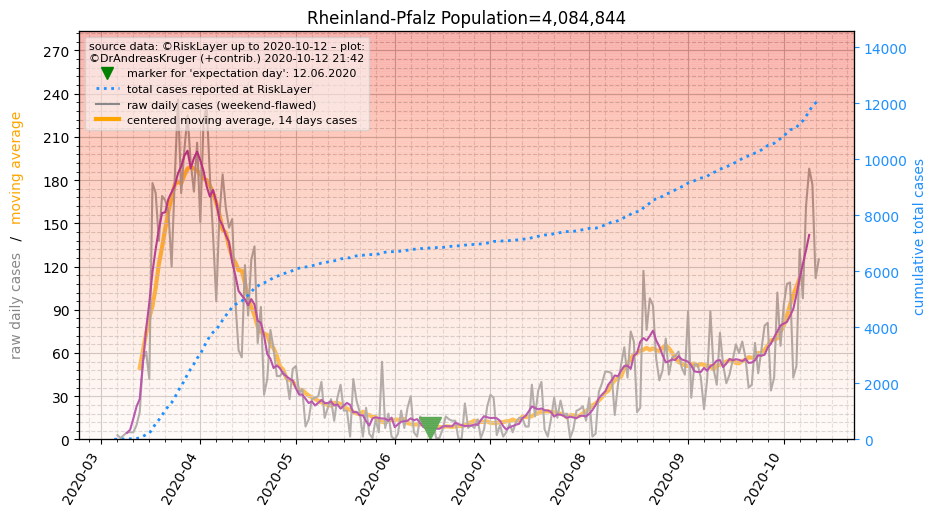 Rheinland-Pfalz Population=4,084,844
source data: ©RiskLayer up to 2020-10-12 – plot:
©DrAndreasKruger (+contrib.) 2020-10-12 21:42
marker for 'expectation day': 12.06.2020
total cases reported at RiskLayer
raw daily cases (weekend-flawed)
centered moving average, 14 days cases
raw daily cases / moving average
270
240
210
180
150
120
90
60
30
0
14000
12000
10000
8000
6000
4000
2000
0
cumulative total cases
2020-03
2020-04
2020-05
2020-06
2020-07
2020-08
2020-09
2020-10